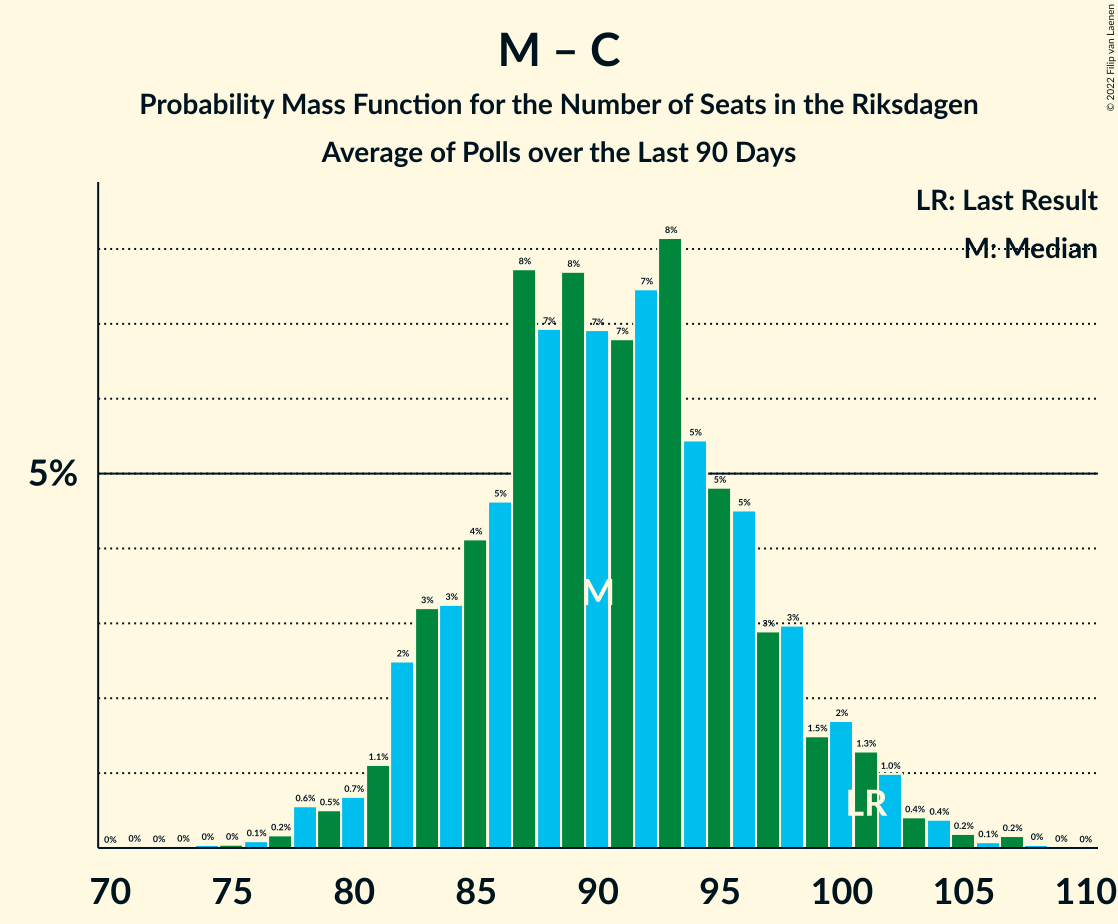 M – C
Probability Mass Function for the Number of Seats in the Riksdagen
Average of Polls over the Last 90 Days
© 2022 Filip van Laenen
LR: Last Result
M: Median
5%
0% 0% 0% 0% 0% 0% 0.1% 0.2% 0.6% 0.5% 0.7% 1.1% 2% 3% 3% 4% 5% 8% 7% 8% 7% 7% 7% 8% 5% 5% 5% 3% 3% 1.5% 2% 1.3% 1.0% 0.4% 0.4% 0.2% 0.1% 0.2% 0% 0% 0%
M
LR
70 75 80 85 90 95 100 105 110